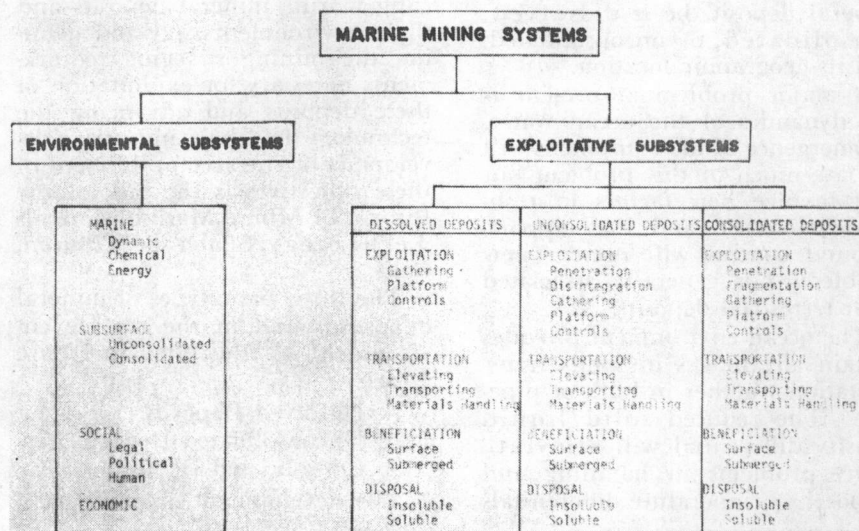 MARINE MINING SYSTEMS
ENVIRONMENTAL SUBSYSTEMS
EXPLOITATIVE SUBSYSTEMS
MARINE
Dynamic
Chemical
Energy
SUBSURFACE
Unconsolidated
Consolidated
SOCIAL
Legal
Political
Human
ECONOMIC
DISSOLVED DEPOSITS
EXPLOITATION
Gathering
Platform
Controls
TRANSPORTATION
Elevating
Transporting
Materials Handling
BENEFICIATION
Surface
Submerged
DISPOSAL
Insoluble
Soluble
UNCONSOLIDATED DEPOSITS
EXPLOITATION
Penetration
Disintegration
Gathering
Platform
Controls
TRANSPORTATION
Elevating
Transporting
Materials Handling
BENEFICIATION
Surface
Submerged
DISPOSAL
Insoluble
Soluble
CONSOLIDATED DEPOSITS
EXPLOITATION
Penetration
Fragmentation
Gathering
Platform
Controls
TRANSPORTATION
Elevating
Transporting
Materials Handling
BENEFICIATION
Surface
Submerged
DISPOSAL
Insoluble
Soluble